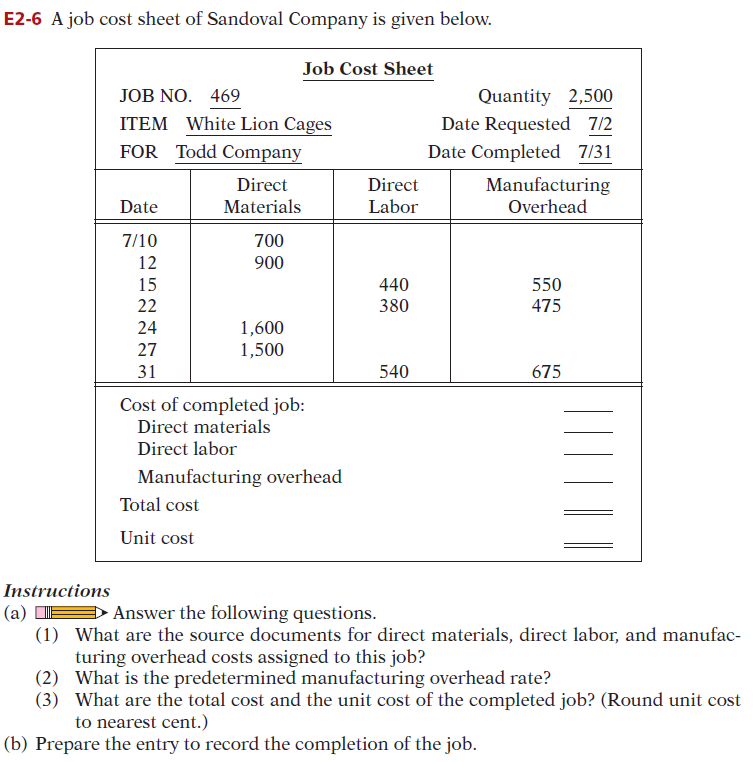 E2-6 A job cost sheet of Sandoval Company is given below.
Job Cost Sheet
JOB NO. 469 Quantity 2,500
ITEM White Lion Cages Date Requested 7/2
FOR Todd Company Date Completed 7/31
Direct Direct Manufacturing
Date Materials Labor Overhead
7/10 700
12 900
15 440 550
22 380 475
24 1,600
27 1,500
31 540 675
Cost of completed job:
Direct materials
Direct labor
Manufacturing overhead
Total cost
Unit cost
Instructions
(a) Answer the following questions.
(1) What are the source documents for direct materials, direct labor, and manufac-
turing overhead costs assigned to this job?
(2) What is the predetermined manufacturing overhead rate?
(3) What are the total cost and the unit cost of the completed job? (Round unit cost
to nearest cent.)
(b) Prepare the entry to record the completion of the job.